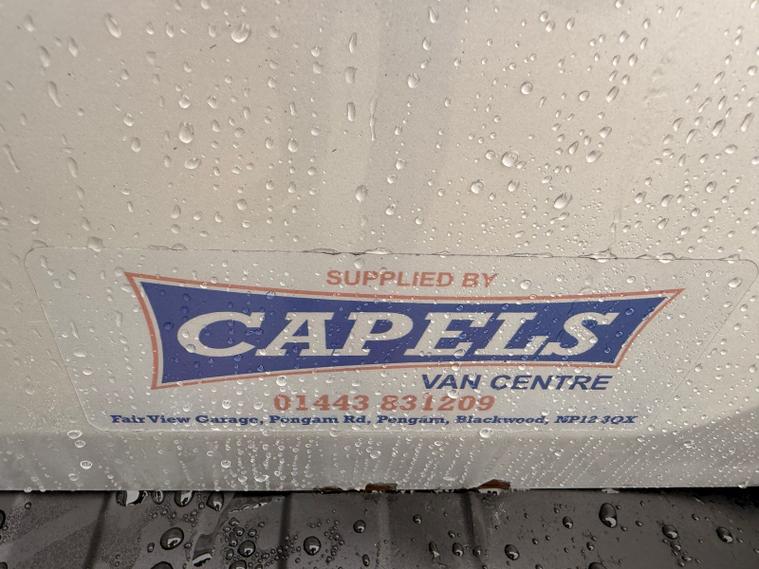 SUPPLIED BY
CAPELS
VAN CENTRE
01443 831209
Fair View Garage, Pengam Rd, Pengam, Blackwood, NP12 3QX